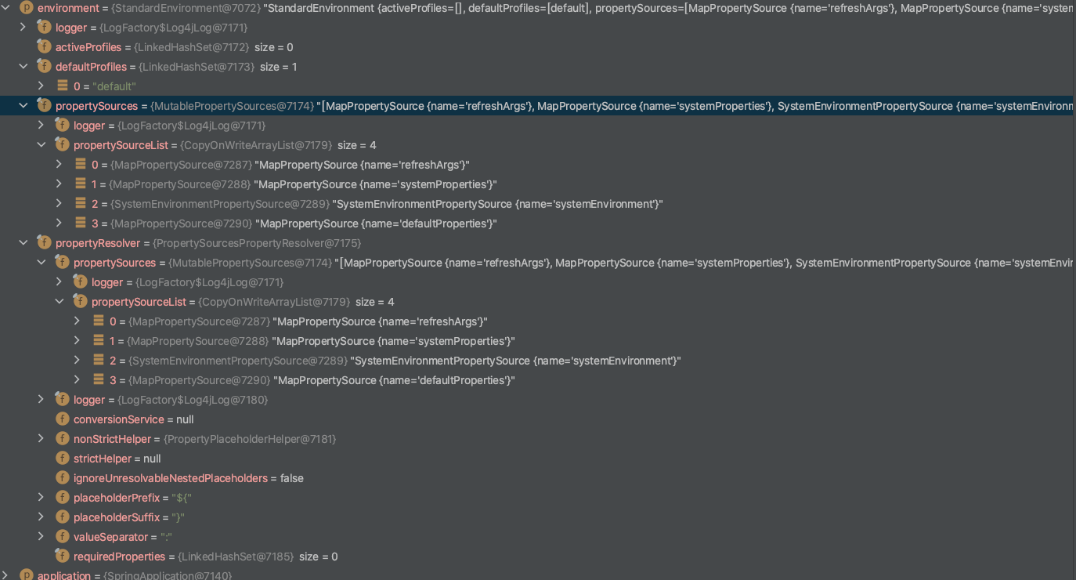 environment = {StandardEnvironment@7072} "StandardEnvironment {activeProfiles=[], defaultProfiles=[default], propertySources=[MapPropertySource {name='refreshArgs'}, MapPropertySource {name='system
logger = {LogFactory$Log4jLog@7171}
activeProfiles = {LinkedHashSet@7172} size = 0
defaultProfiles = {LinkedHashSet@7173} size = 1
0 = "default"
propertySources = {MutablePropertySources@7174} "[MapPropertySource {name='refreshArgs'}, MapPropertySource {name='systemProperties'}, SystemEnvironmentPropertySource {name='systemEnvironm
logger = {LogFactory$Log4jLog@7171}
propertySourceList = {CopyOnWriteArrayList@7179} size = 4
0 = {MapPropertySource@7287} "MapPropertySource {name='refreshArgs'}"
1 = {MapPropertySource@7288} "MapPropertySource {name='systemProperties'}"
2 = {SystemEnvironmentPropertySource@7289} "SystemEnvironmentPropertySource {name='systemEnvironment'}"
3 = {MapPropertySource@7290} "MapPropertySource {name='defaultProperties'}"
propertyResolver = {PropertySourcesPropertyResolver@7175}
propertySources = {MutablePropertySources@7174} "[MapPropertySource {name='refreshArgs'}, MapPropertySource {name='systemProperties'}, SystemEnvironmentPropertySource {name='systemEnvir
logger = {LogFactory$Log4jLog@7171}
propertySourceList = {CopyOnWriteArrayList@7179} size = 4
0 = {MapPropertySource@7287} "MapPropertySource {name='refreshArgs'}"
1 = {MapPropertySource@7288} "MapPropertySource {name='systemProperties'}"
2 = {SystemEnvironmentPropertySource@7289} "SystemEnvironmentPropertySource {name='systemEnvironment'}"
3 = {MapPropertySource@7290} "MapPropertySource {name='defaultProperties'}"
logger = {LogFactory$Log4jLog@7180}
conversionService = null
nonStrictHelper = {PropertyPlaceholderHelper@7181}
strictHelper = null
ignoreUnresolvableNestedPlaceholders = false
placeholderPrefix = "${"
placeholderSuffix = "}"
valueSeparator = ":"
requiredProperties = {LinkedHashSet@7185} size = 0
application = {SpringApplication@7140}